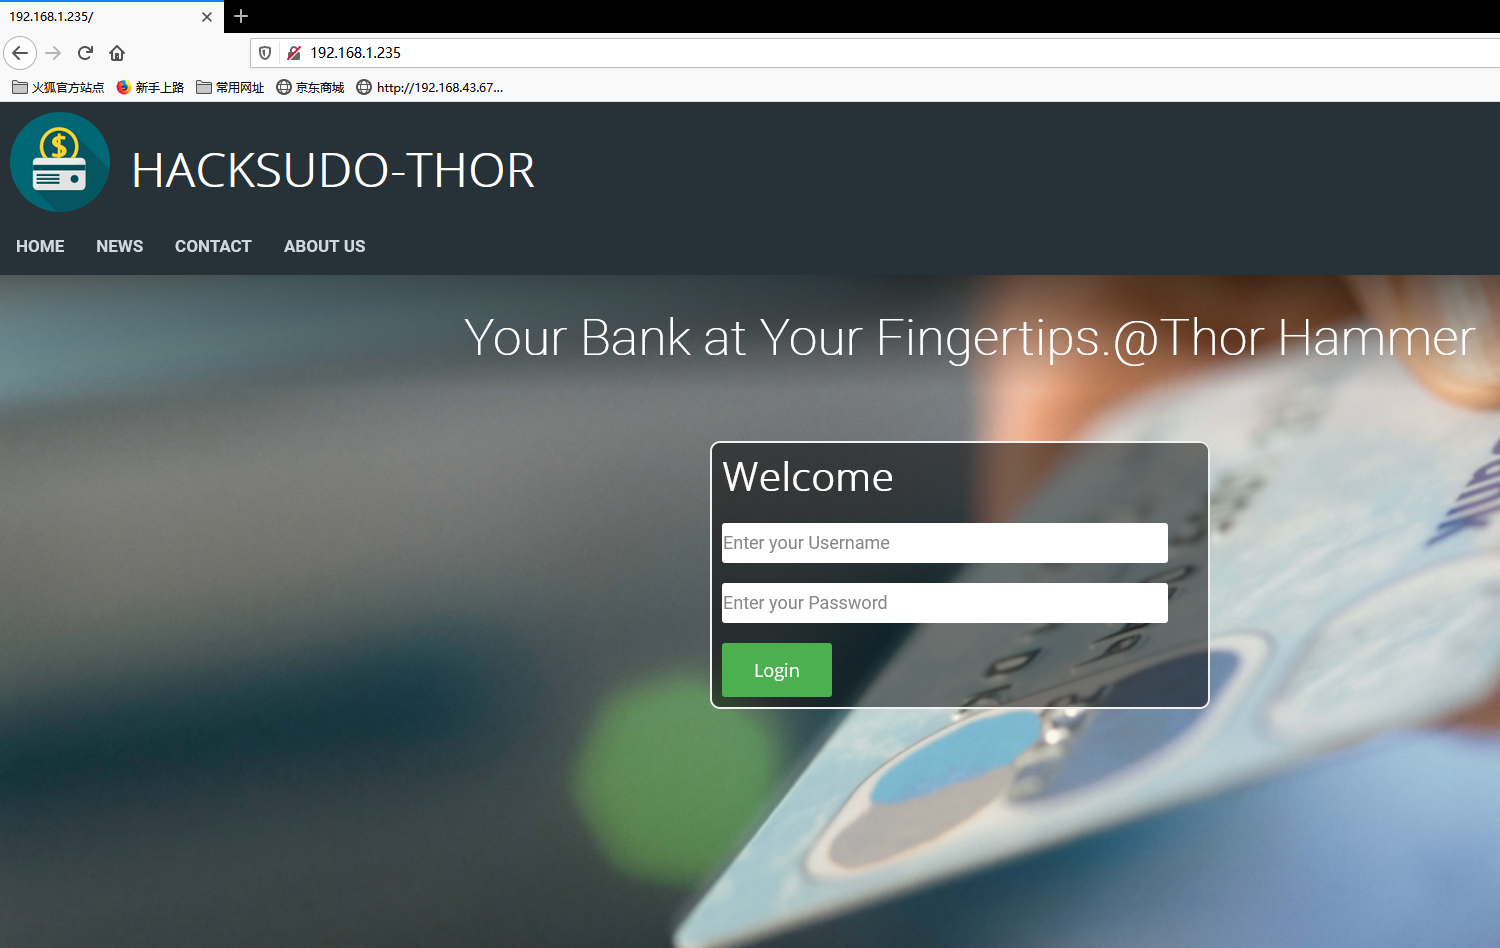 192.168.1.235/
192.168.1.235
火狐官方站点 新手上路 常用网址 京东商城 http://192.168.43.67...
$
HACKSUDO-THOR
HOME NEWS CONTACT ABOUT US
Your Bank at Your Fingertips.@Thor Hammer
Welcome
Enter your Username
Enter your Password
Login